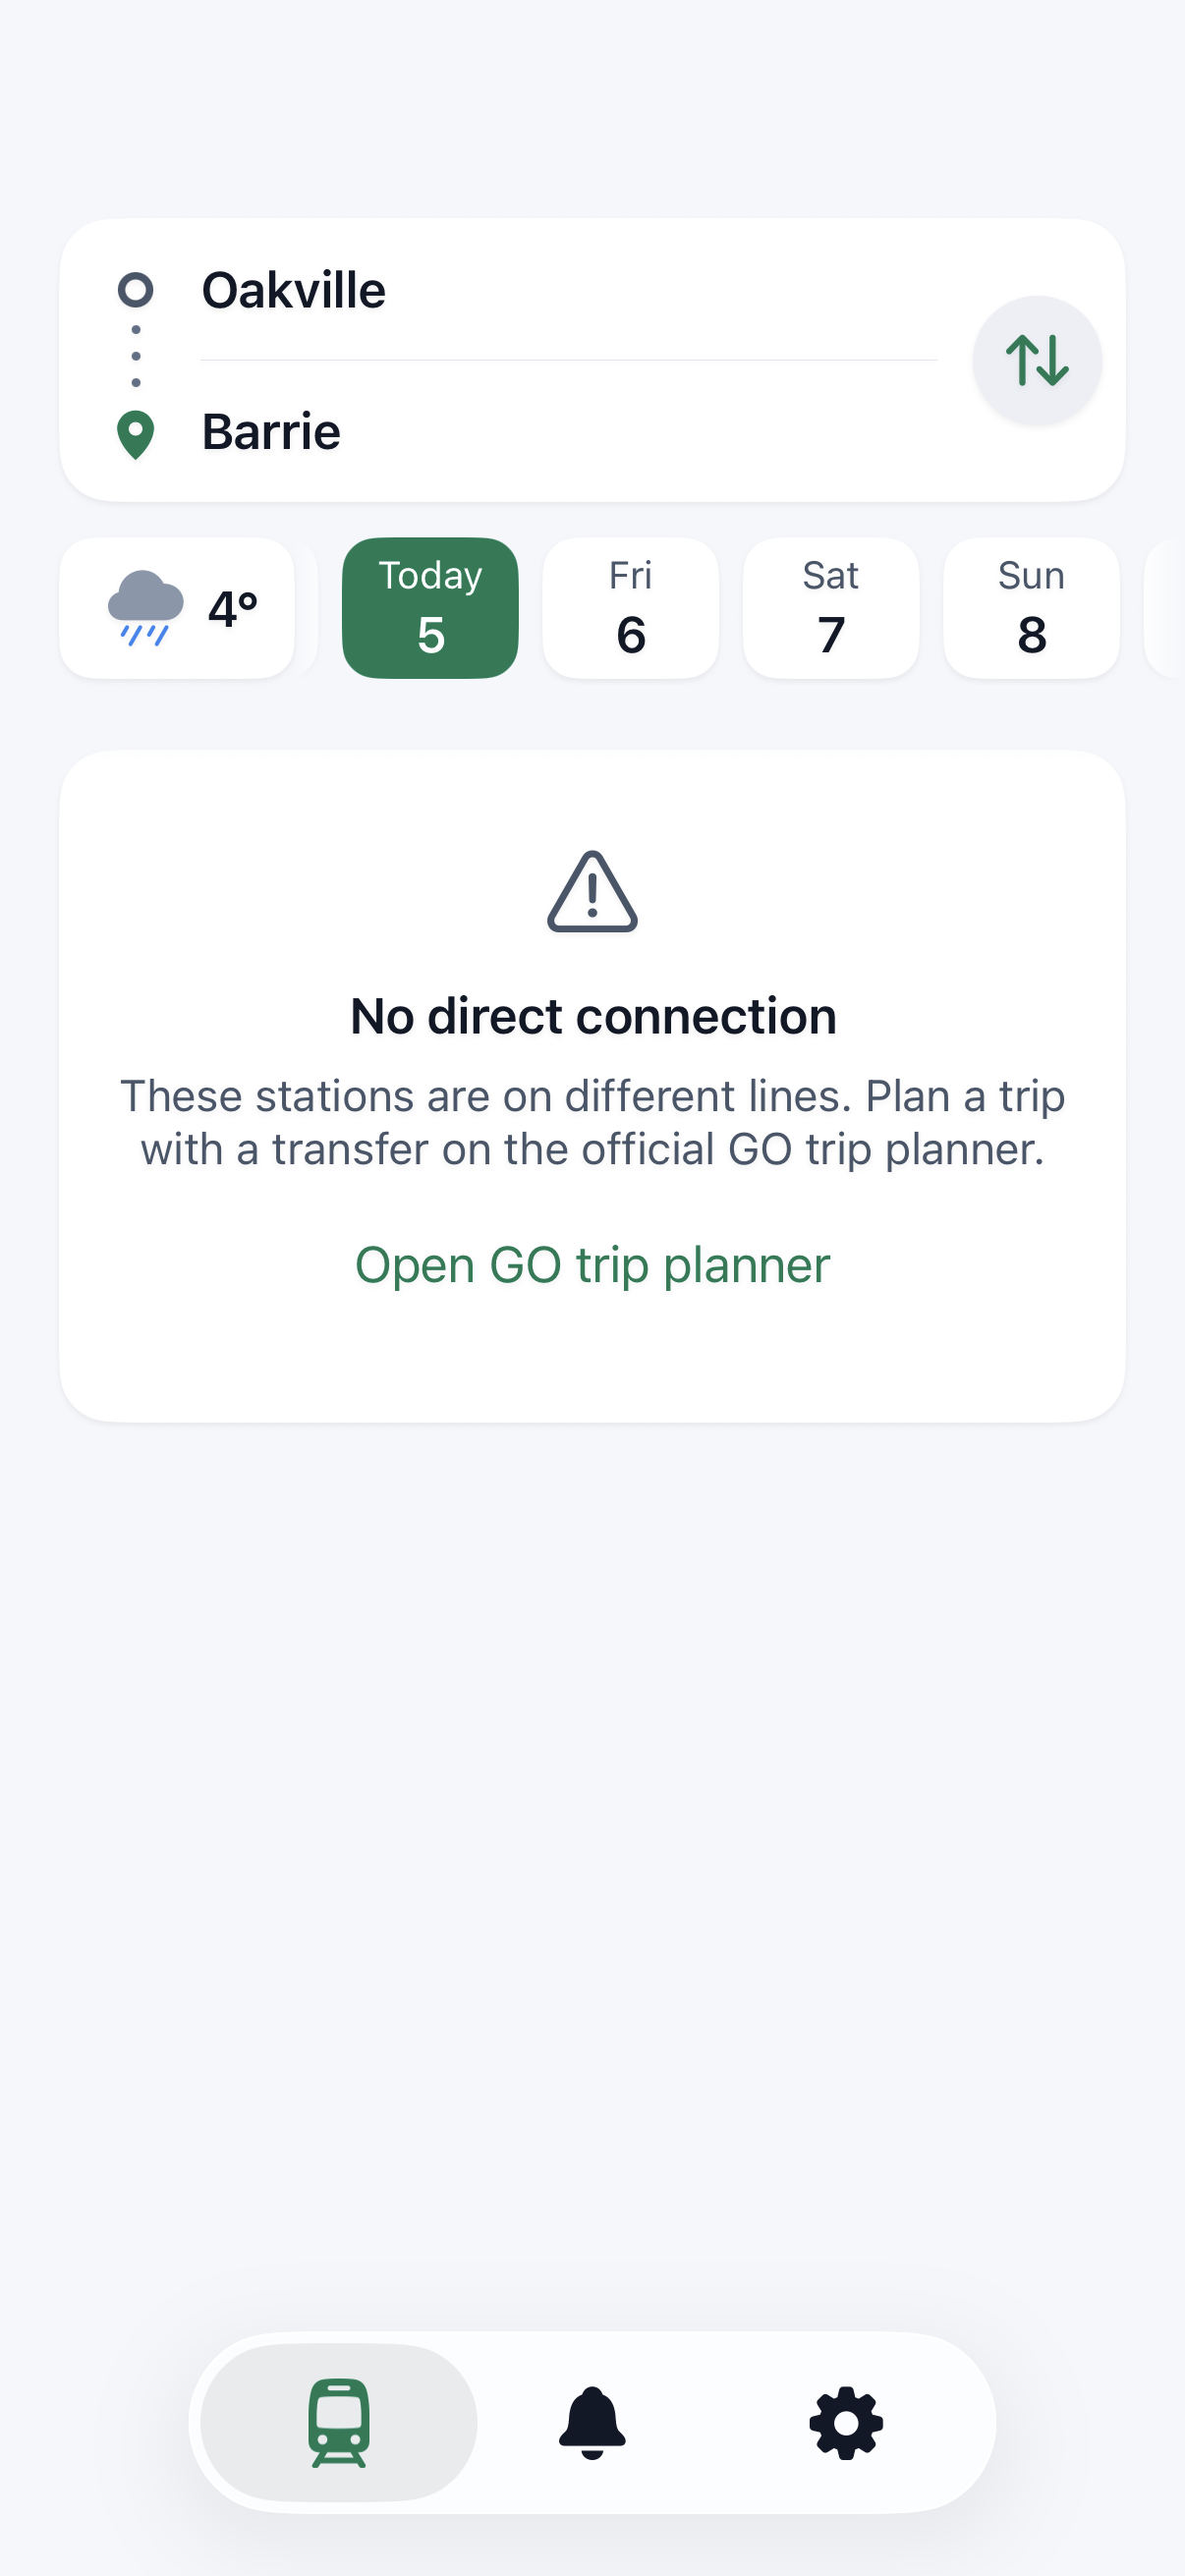 Oakville
Barrie
4°
Today
5
Fri
6
Sat
7
Sun
8
No direct connection
These stations are on different lines. Plan a trip
with a transfer on the official GO trip planner.
Open GO trip planner